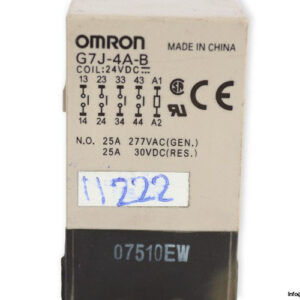 OMRON
MADE IN CHINA
G7J-4A-B
COIL:24VDC
13 23 33 43 A1
14 24 34 44 A2
N.O. 25A 277VAC(GEN.)
25A 30VDC(RES.)
11222
07510EW